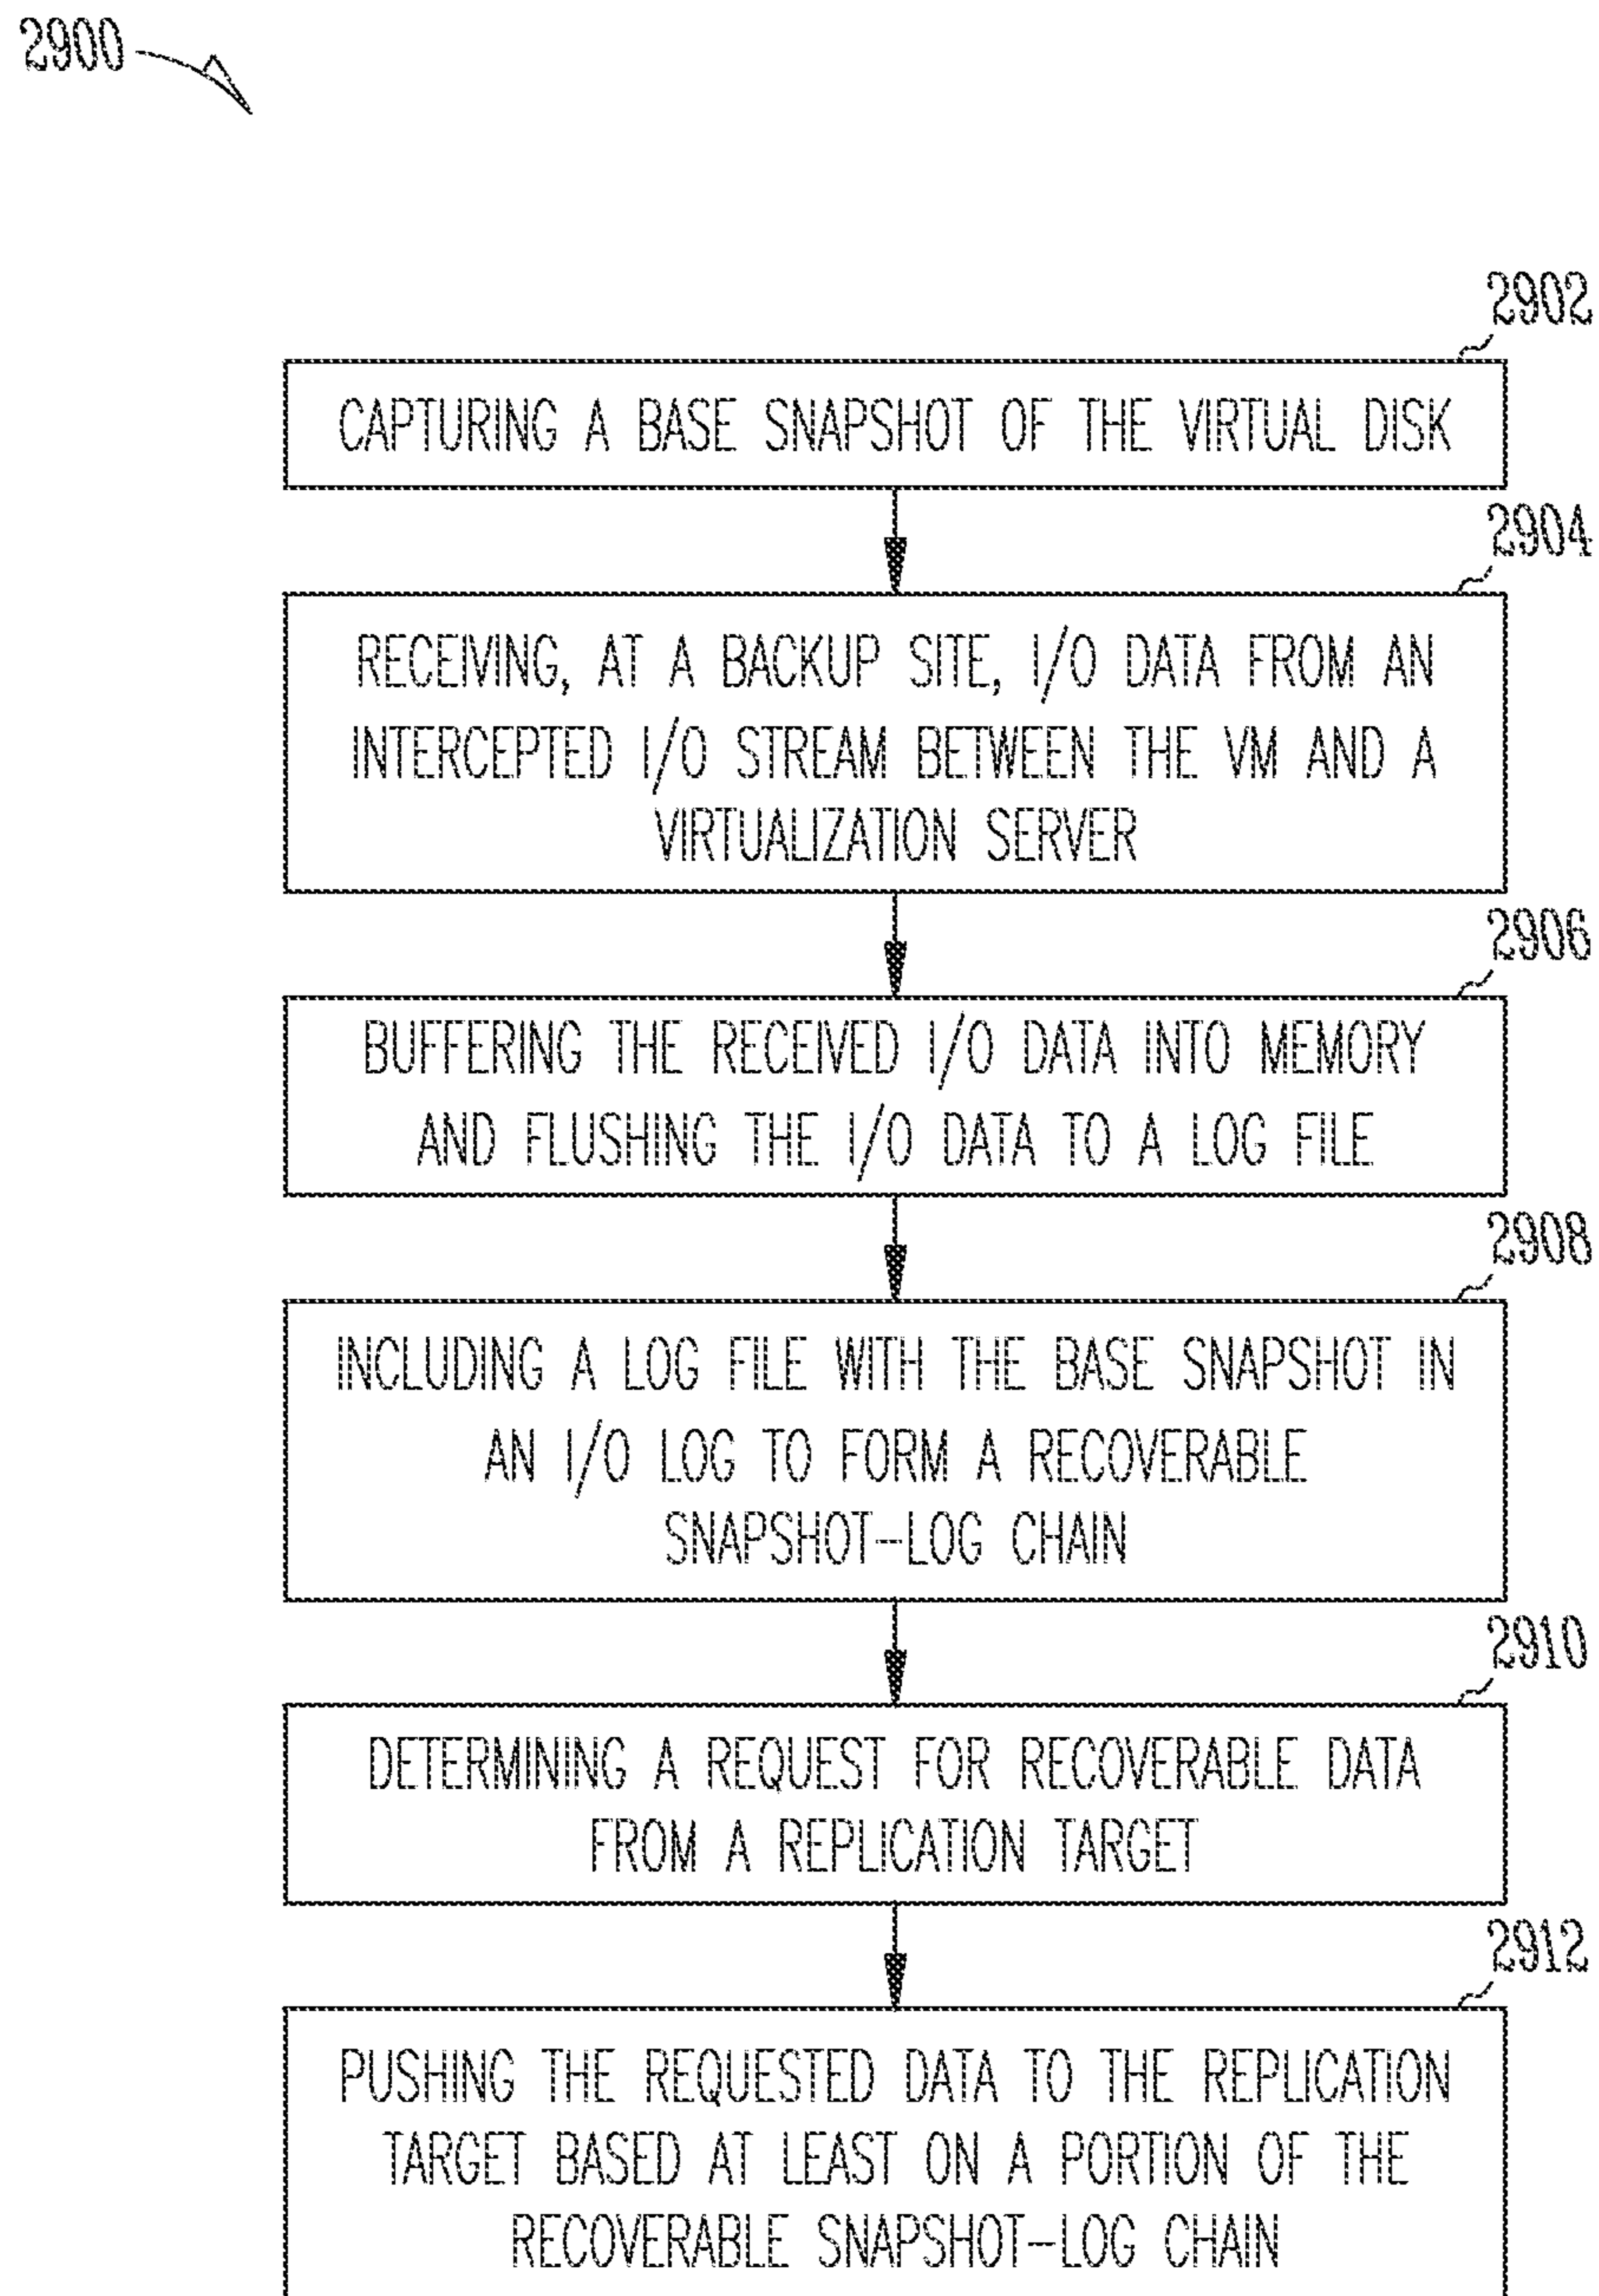 2900
2902
CAPTURING A BASE SNAPSHOT OF THE VIRTUAL DISK
2904
RECEIVING, AT A BACKUP SITE, I/O DATA FROM AN
INTERCEPTED I/O STREAM BETWEEN THE VM AND A
VIRTUALIZATION SERVER
2906
BUFFERING THE RECEIVED I/O DATA INTO MEMORY
AND FLUSHING THE I/O DATA TO A LOG FILE
2908
INCLUDING A LOG FILE WITH THE BASE SNAPSHOT IN
AN I/O LOG TO FORM A RECOVERABLE
SNAPSHOT-LOG CHAIN
2910
DETERMINING A REQUEST FOR RECOVERABLE DATA
FROM A REPLICATION TARGET
2912
PUSHING THE REQUESTED DATA TO THE REPLICATION
TARGET BASED AT LEAST ON A PORTION OF THE
RECOVERABLE SNAPSHOT-LOG CHAIN